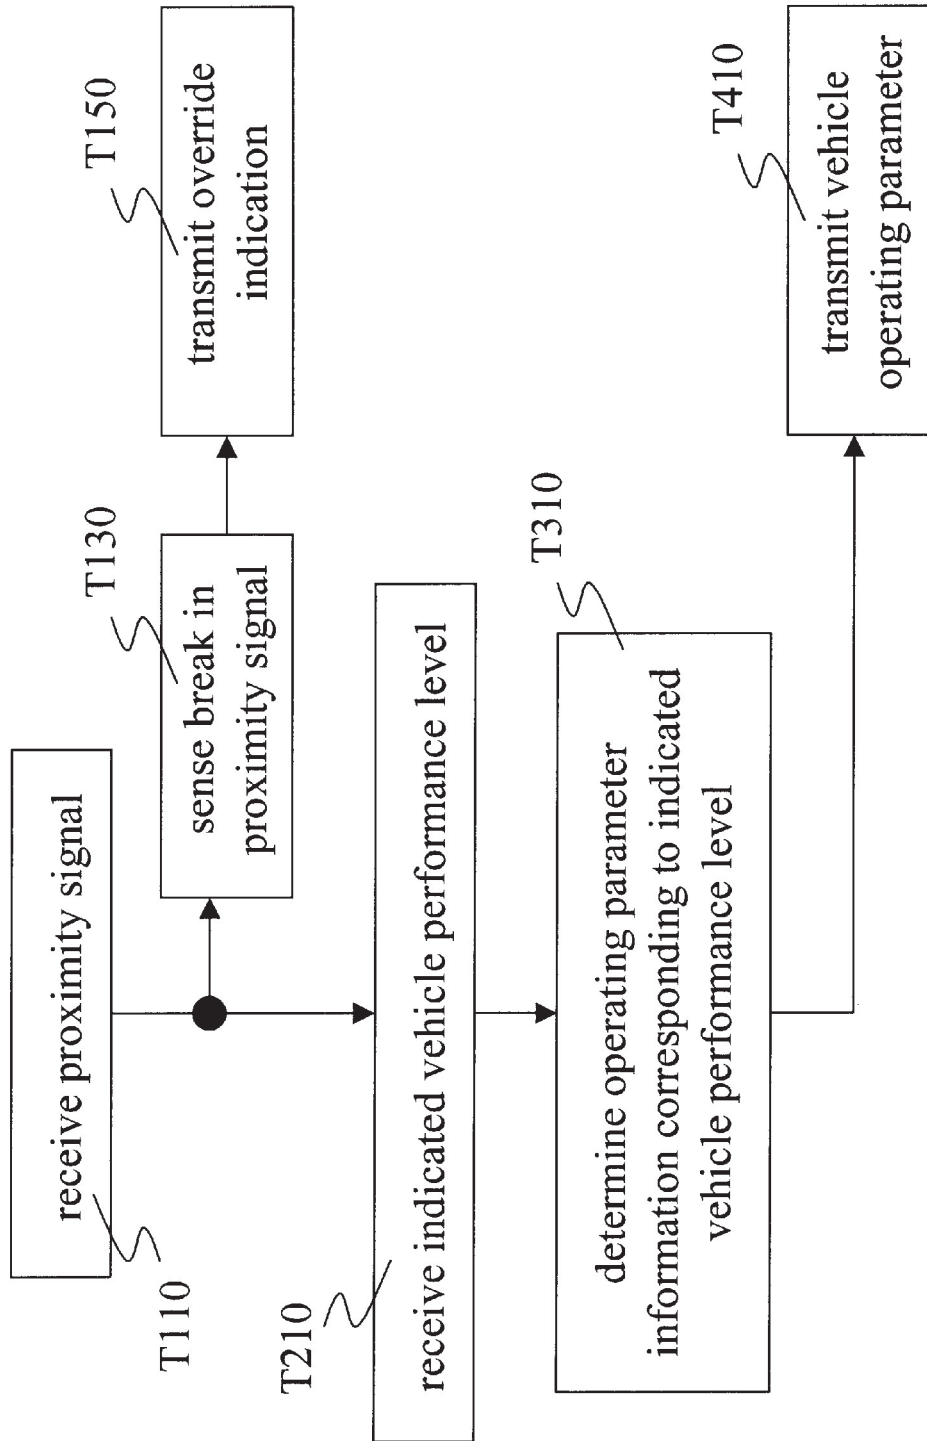 receive proximity signal
T110
sense break in
proximity signal
T130
transmit override
indication
T150
receive indicated vehicle performance level
T210
determine operating parameter
information corresponding to indicated
vehicle performance level
T310
transmit vehicle
operating parameter
T410